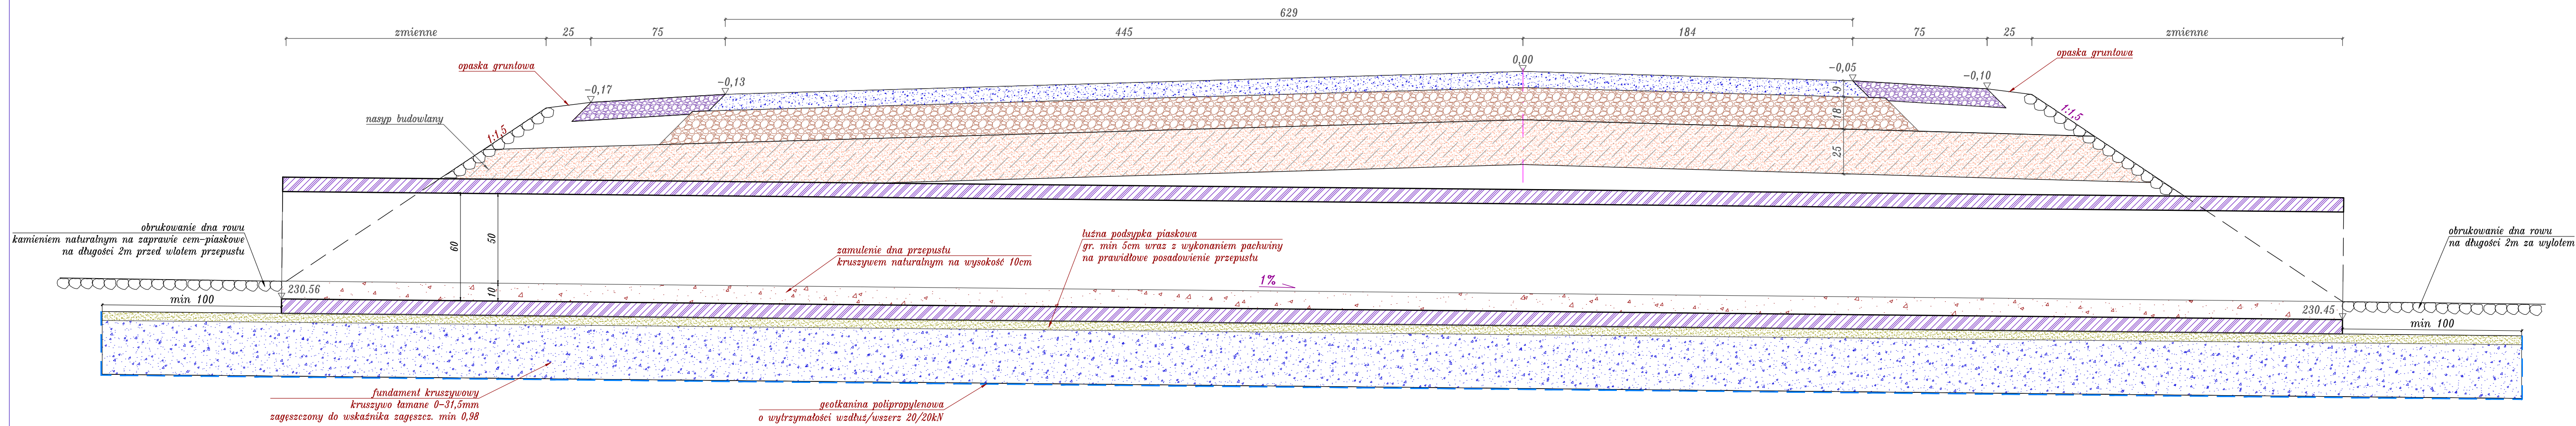 629
zmienne 25 75 445 184 75 25 zmienne
opaska gruntowa
0,00
opaska gruntowa
-0,17
-0,13
-0,05
-0,10
nasyp budowlany
1:1,5
9
18
25
1:1,5
obrukowanie dna rowu
kamieniem naturalnym na zaprawie cem-piaskowe
na długości 2m przed wlotem przepustu
60
50
10
zamulenie dna przepustu
kruszywem naturalnym na wysokość 10cm
luźna podsypka piaskowa
gr. min 5cm wraz z wykonaniem pachwiny
na prawidłowe posadowienie przepustu
1%
obrukowanie dna rowu
na długości 2m za wylotem
230.56
min 100
230.45
min 100
fundament kruszywowy
kruszywo łamane 0-31,5mm
zagęszczony do wskaźnika zagęszcz. min 0,98
geotkanina polipropylenowa
o wytrzymałości wzdłuż/wszerz 20/20kN